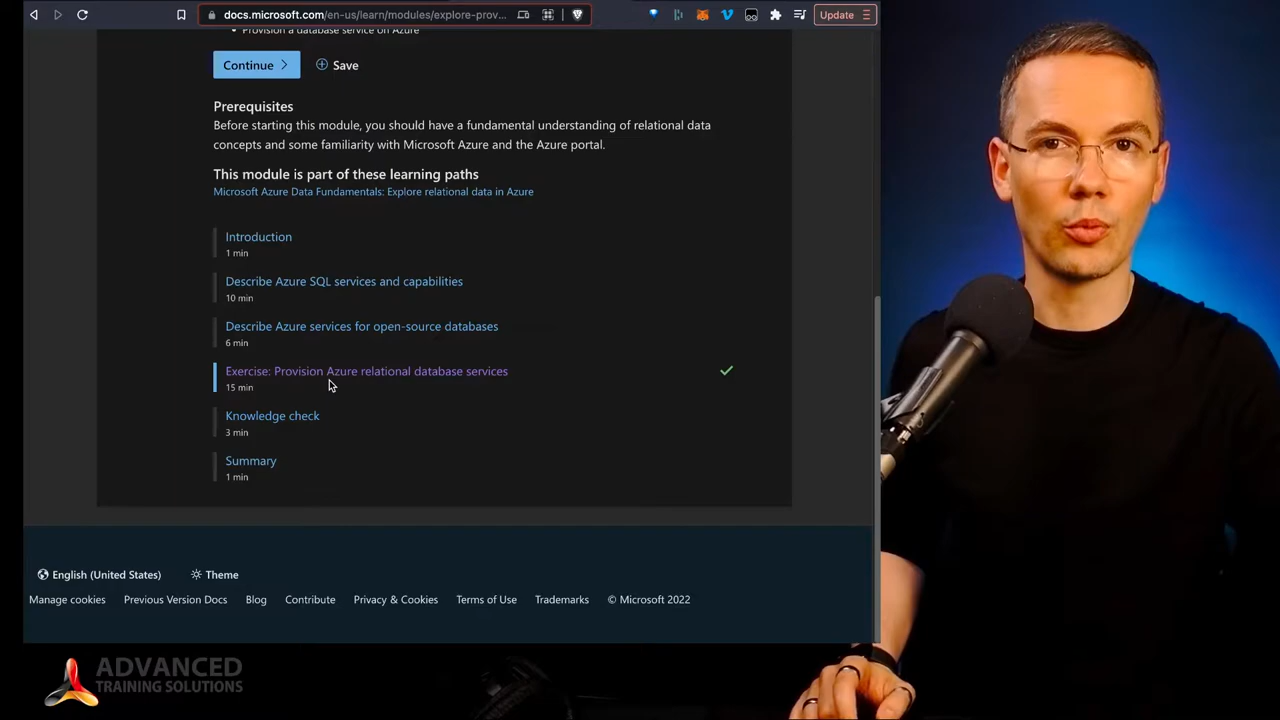 docs.microsoft.com/en-us/learn/modules/explore-prov...
Update
Provision a database service on Azure
Continue
Save
Prerequisites
Before starting this module, you should have a fundamental understanding of relational data
concepts and some familiarity with Microsoft Azure and the Azure portal.
This module is part of these learning paths
Microsoft Azure Data Fundamentals: Explore relational data in Azure
Introduction
1 min
Describe Azure SQL services and capabilities
10 min
Describe Azure services for open-source databases
6 min
Exercise: Provision Azure relational database services
15 min
Knowledge check
3 min
Summary
1 min
English (United States)
Theme
Manage cookies
Previous Version Docs
Blog
Contribute
Privacy & Cookies
Terms of Use
Trademarks
© Microsoft 2022
ADVANCED
TRAINING SOLUTIONS